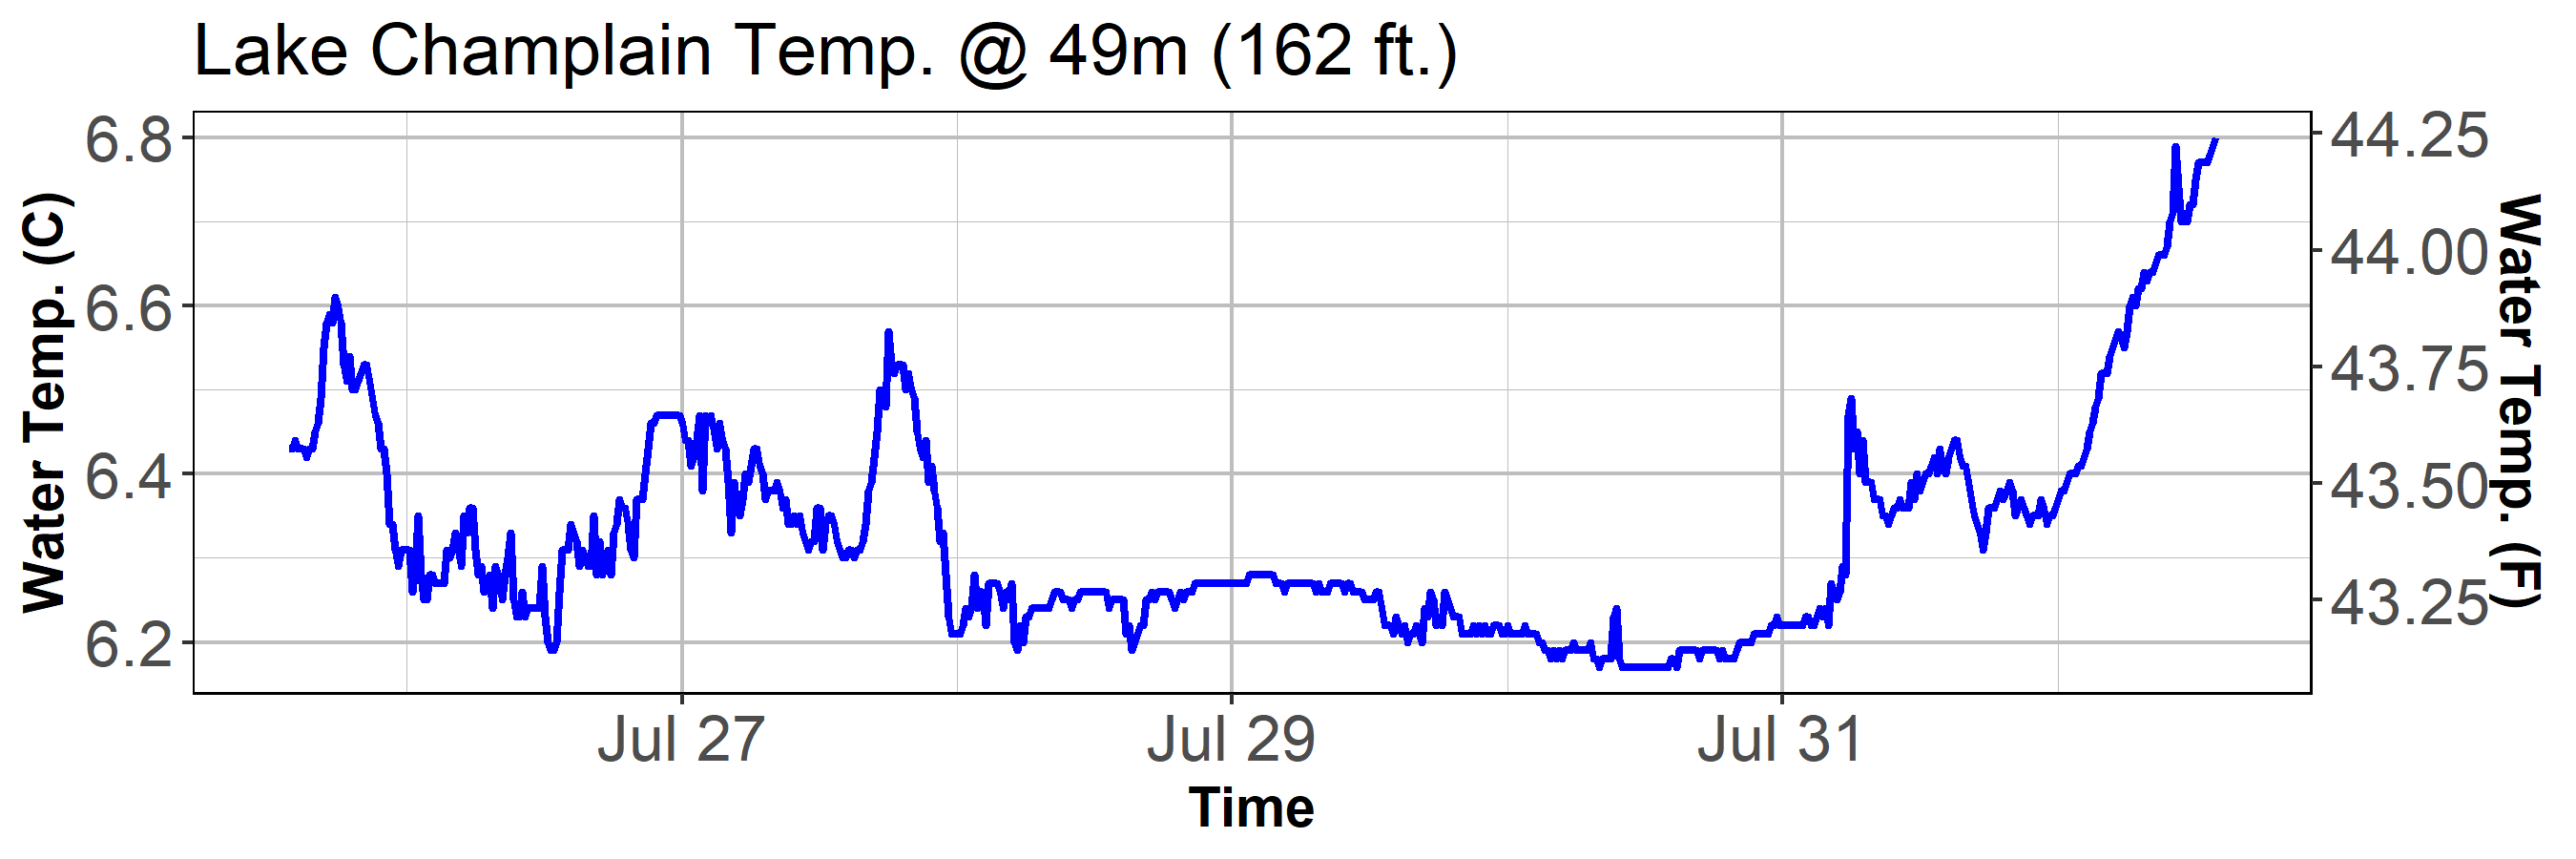 Lake Champlain Temp. @ 49m (162 ft.)
Water Temp. (C)
6.8
6.6
6.4
6.2
44.25
44.00
43.75
43.50
43.25
Water Temp. (F)
Jul 27
Jul 29
Jul 31
Time